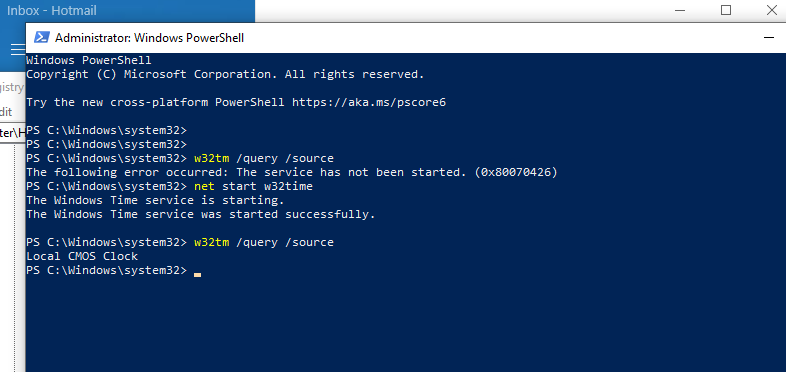 Inbox - Hotmail
Administrator: Windows PowerShell
Windows PowerShell
Copyright (C) Microsoft Corporation. All rights reserved.
gistry
Try the new cross-platform PowerShell https://aka.ms/pscore6
dit
PS C:\Windows\system32>
ter\H
PS C:\Windows\system32>
PS C:\Windows\system32> w32tm /query /source
The following error occurred: The service has not been started. (0x80070426)
PS C:\Windows\system32> net start w32time
The Windows Time service is starting.
The Windows Time service was started successfully.
PS C:\Windows\system32> w32tm /query /source
Local CMOS Clock
PS C:\Windows\system32>